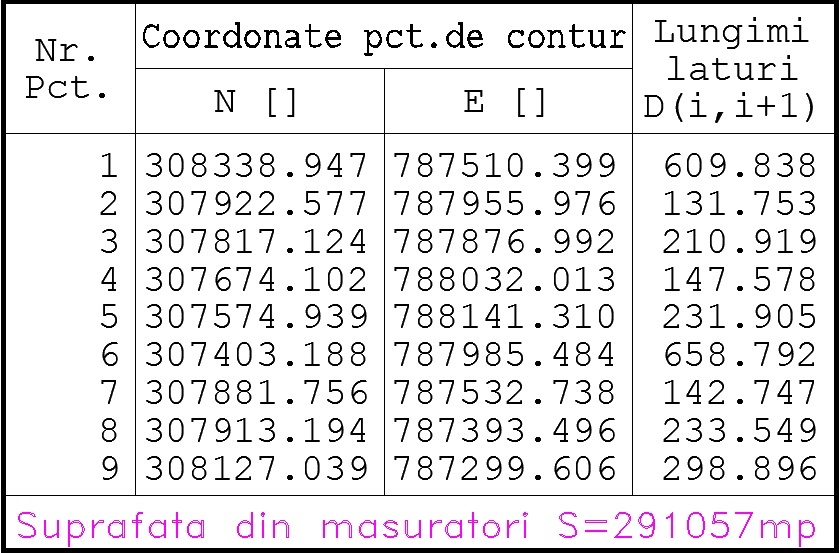 Nr. Pct. Coordonate pct.de contur Lungimi laturi D(i,i+1)
N [] E []
1 308338.947 787510.399 609.838
2 307922.577 787955.976 131.753
3 307817.124 787876.992 210.919
4 307674.102 788032.013 147.578
5 307574.939 788141.310 231.905
6 307403.188 787985.484 658.792
7 307881.756 787532.738 142.747
8 307913.194 787393.496 233.549
9 308127.039 787299.606 298.896
Suprafata din masuratori S=291057mp